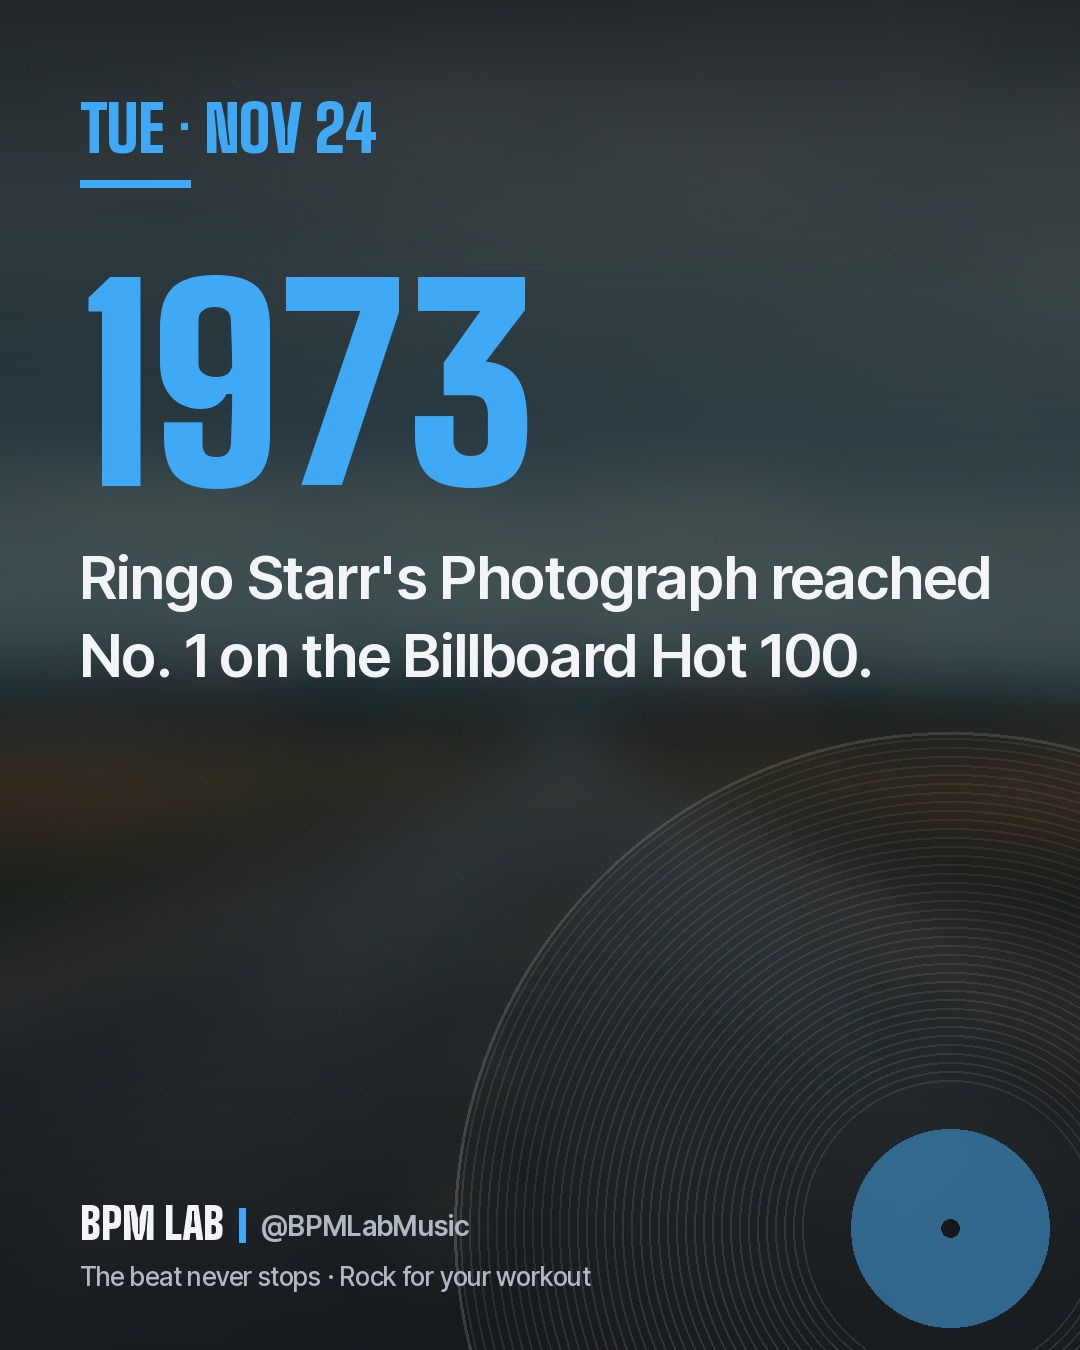 TUE · NOV 24
1973
Ringo Starr's Photograph reached
No. 1 on the Billboard Hot 100.
BPM LAB | @BPMLabMusic
The beat never stops · Rock for your workout